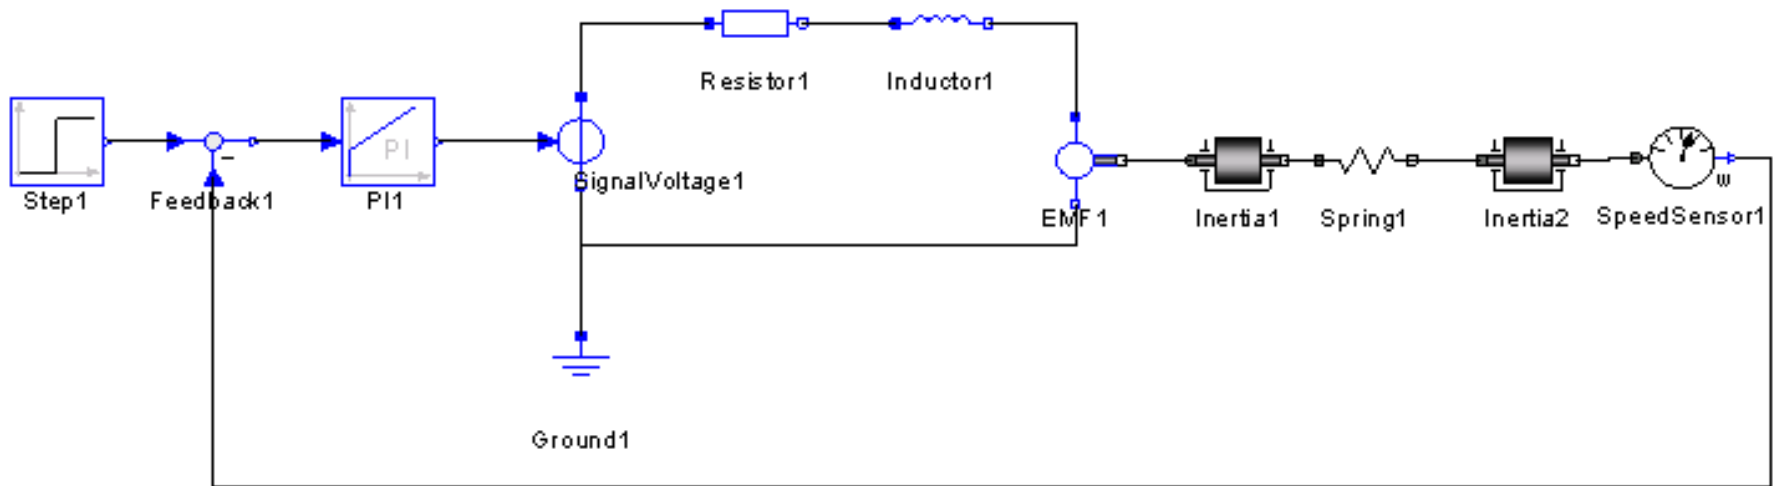 Resistor1
Inductor1
PI
Step1
Feedback1
PI1
SignalVoltage1
EMF1
Inertia1
Spring1
Inertia2
w
SpeedSensor1
Ground1